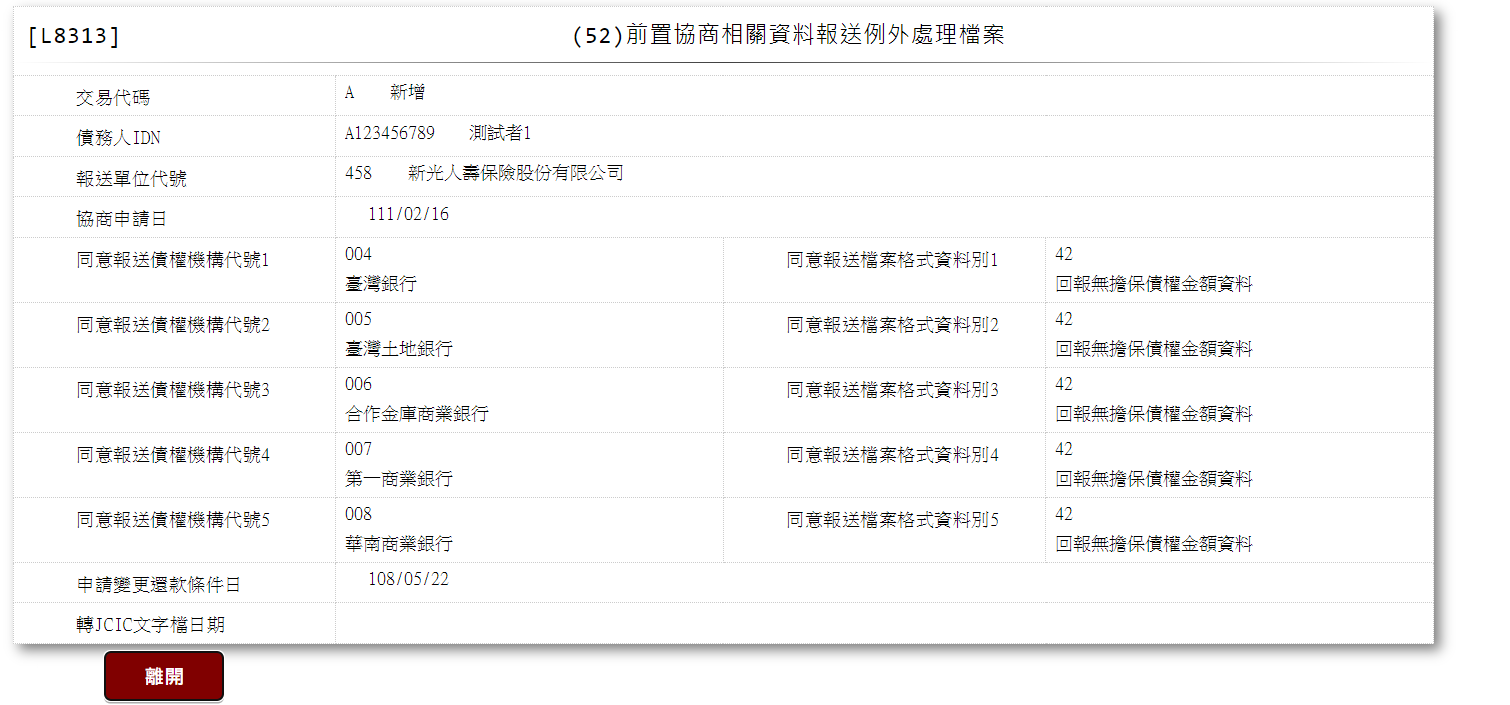 [L8313] (52)前置協商相關資料報送例外處理檔案
交易代碼 A 新增
債務人IDN A123456789 測試者1
報送單位代號 458 新光人壽保險股份有限公司
協商申請日 111/02/16
同意報送債權機構代號1 004 同意報送檔案格式資料別1 42
臺灣銀行 回報無擔保債權金額資料
同意報送債權機構代號2 005 同意報送檔案格式資料別2 42
臺灣土地銀行 回報無擔保債權金額資料
同意報送債權機構代號3 006 同意報送檔案格式資料別3 42
合作金庫商業銀行 回報無擔保債權金額資料
同意報送債權機構代號4 007 同意報送檔案格式資料別4 42
第一商業銀行 回報無擔保債權金額資料
同意報送債權機構代號5 008 同意報送檔案格式資料別5 42
華南商業銀行 回報無擔保債權金額資料
申請變更還款條件日 108/05/22
轉JCIC文字檔日期
離開